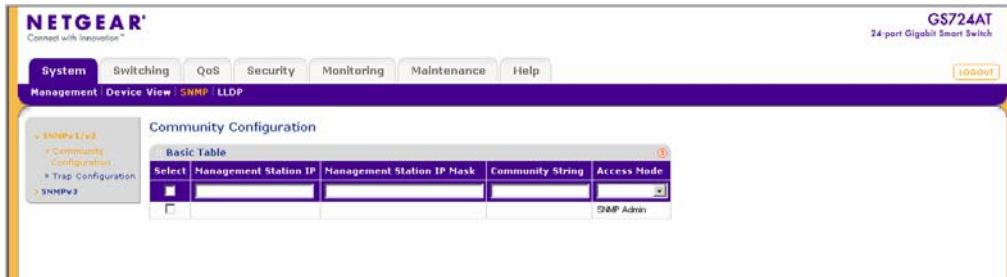 NETGEAR®
Connect with Innovation™
GS724AT
24-port Gigabit Smart Switch
System Switching QoS Security Monitoring Maintenance Help
LOGOUT
Management Device View SNMP LLDP
SNMPv1/v2
Community Configuration
Trap Configuration
SNMPv3
Community Configuration
Basic Table
Select Management Station IP Management Station IP Mask Community String Access Mode
SNMP Admin